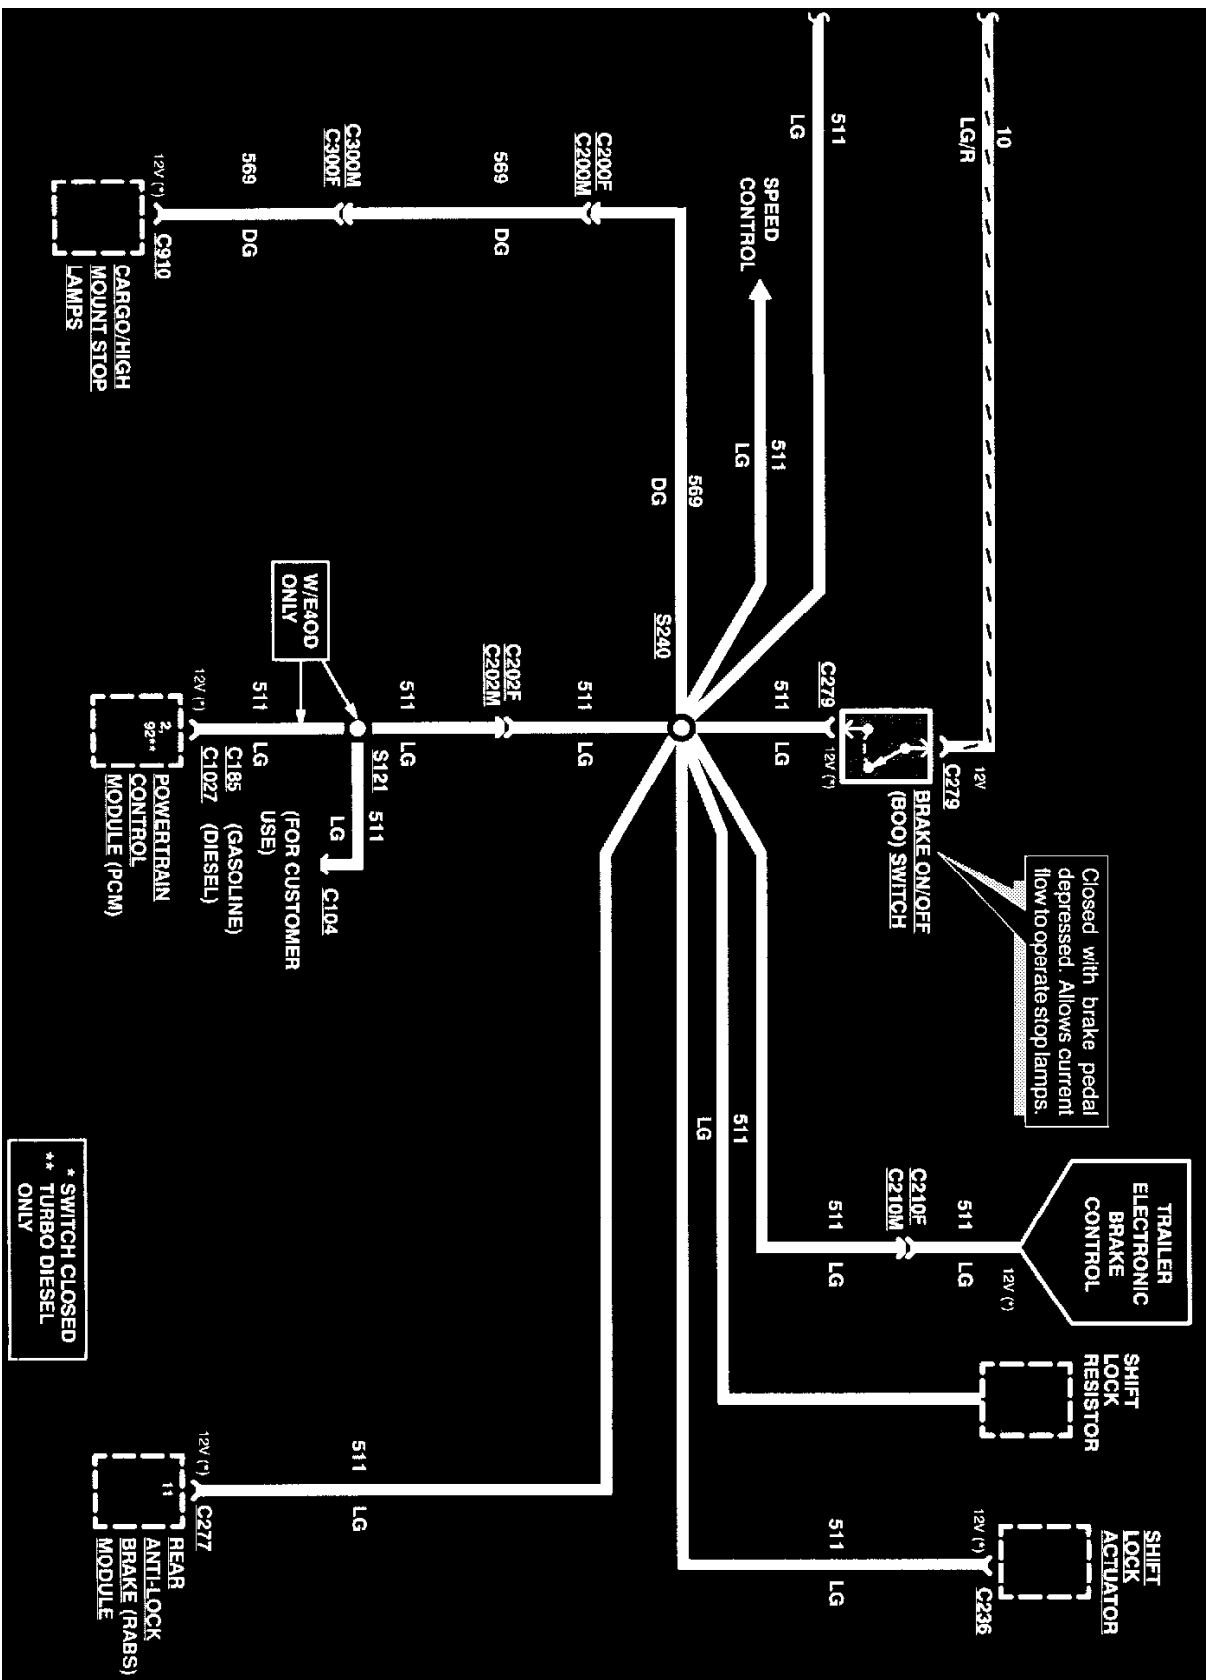 TRAILER
ELECTRONIC
BRAKE
CONTROL
SHIFT
LOCK
RESISTOR
SHIFT
LOCK
ACTUATOR
Closed with brake pedal
depressed. Allows current
flow to operate stop lamps.
10
LG/R
12V
C279
BRAKE ON/OFF
(BOO) SWITCH
12V (*)
12V (*)
C236
511
LG
C210F
C210M
511
LG
511
LG
511
LG
C279
12V (*)
511
LG
SPEED
CONTROL
511
LG
511
LG
569
DG
S240
C200F
C200M
511
LG
569
DG
C202F
C202M
C300M
C300F
511
LG
S121
511
LG
C104
511
LG
W/E4OD
ONLY
(FOR CUSTOMER
USE)
569
DG
511
LG
C185 (GASOLINE)
C1027 (DIESEL)
12V (*)
C910
12V (*)
12V (*)
C277
CARGO/HIGH
MOUNT STOP
LAMPS
2,
92**
POWERTRAIN
CONTROL
MODULE (PCM)
11
REAR
ANTI-LOCK
BRAKE (RABS)
MODULE
* SWITCH CLOSED
** TURBO DIESEL
ONLY